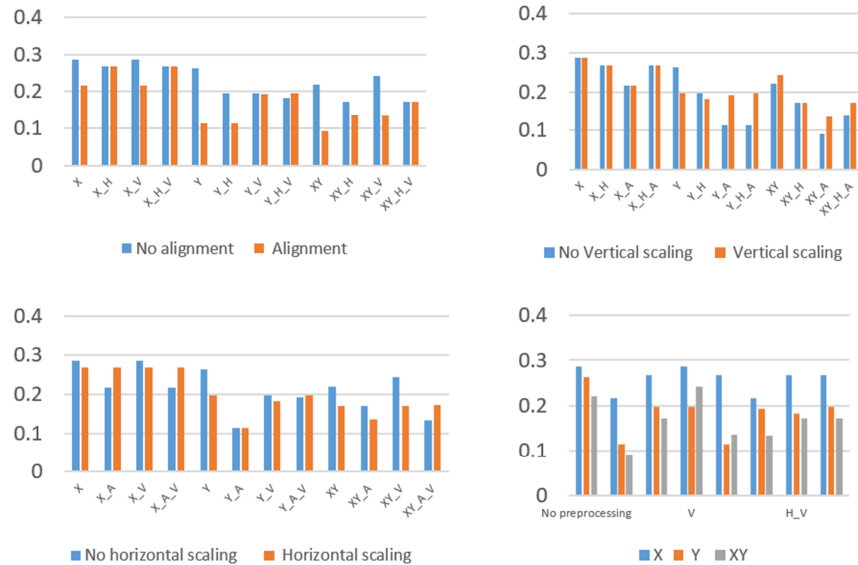 0.4
0.3
0.2
0.1
0
X X_H X_V X_H_V Y Y_H Y_V Y_H_V XY XY_H XY_V XY_H_V
No alignment Alignment
0.4
0.3
0.2
0.1
0
X X_H X_A X_H_A Y Y_H Y_A Y_H_A XY XY_H XY_A XY_H_A
No Vertical scaling Vertical scaling
0.4
0.3
0.2
0.1
0
X X_A X_V X_A_V Y Y_A Y_V Y_A_V XY XY_A XY_V XY_A_V
No horizontal scaling Horizontal scaling
0.4
0.3
0.2
0.1
0
No preprocessing V H_V
X Y XY